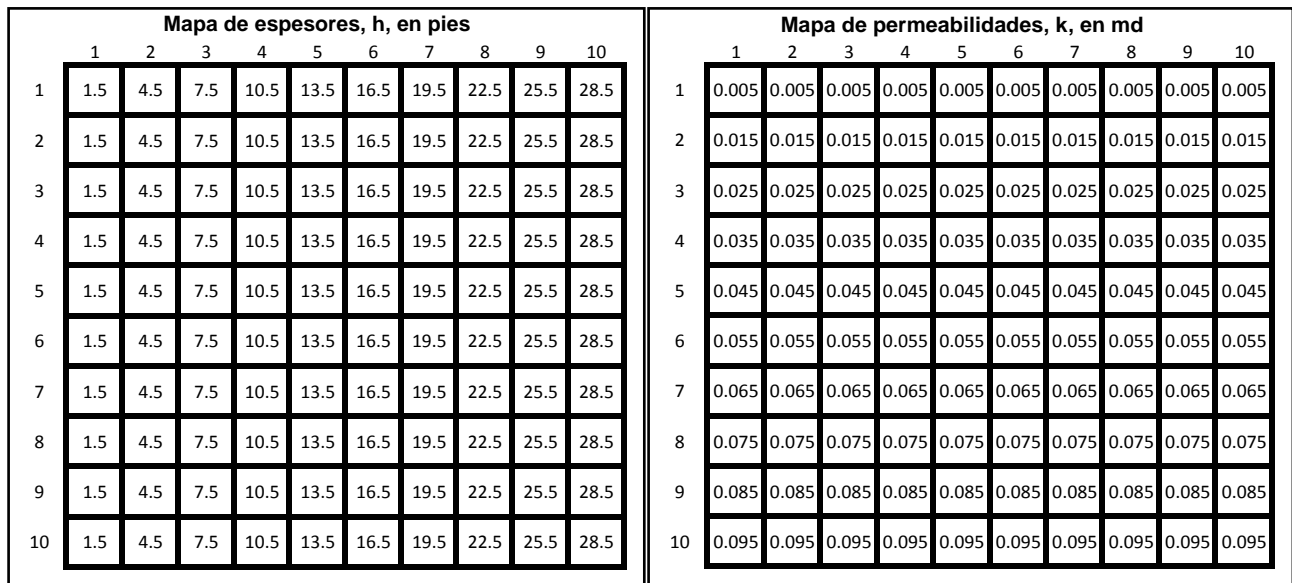 Mapa de espesores, h, en pies
1 2 3 4 5 6 7 8 9 10
1 1.5 4.5 7.5 10.5 13.5 16.5 19.5 22.5 25.5 28.5
2 1.5 4.5 7.5 10.5 13.5 16.5 19.5 22.5 25.5 28.5
3 1.5 4.5 7.5 10.5 13.5 16.5 19.5 22.5 25.5 28.5
4 1.5 4.5 7.5 10.5 13.5 16.5 19.5 22.5 25.5 28.5
5 1.5 4.5 7.5 10.5 13.5 16.5 19.5 22.5 25.5 28.5
6 1.5 4.5 7.5 10.5 13.5 16.5 19.5 22.5 25.5 28.5
7 1.5 4.5 7.5 10.5 13.5 16.5 19.5 22.5 25.5 28.5
8 1.5 4.5 7.5 10.5 13.5 16.5 19.5 22.5 25.5 28.5
9 1.5 4.5 7.5 10.5 13.5 16.5 19.5 22.5 25.5 28.5
10 1.5 4.5 7.5 10.5 13.5 16.5 19.5 22.5 25.5 28.5
Mapa de permeabilidades, k, en md
1 2 3 4 5 6 7 8 9 10
1 0.005 0.005 0.005 0.005 0.005 0.005 0.005 0.005 0.005 0.005
2 0.015 0.015 0.015 0.015 0.015 0.015 0.015 0.015 0.015 0.015
3 0.025 0.025 0.025 0.025 0.025 0.025 0.025 0.025 0.025 0.025
4 0.035 0.035 0.035 0.035 0.035 0.035 0.035 0.035 0.035 0.035
5 0.045 0.045 0.045 0.045 0.045 0.045 0.045 0.045 0.045 0.045
6 0.055 0.055 0.055 0.055 0.055 0.055 0.055 0.055 0.055 0.055
7 0.065 0.065 0.065 0.065 0.065 0.065 0.065 0.065 0.065 0.065
8 0.075 0.075 0.075 0.075 0.075 0.075 0.075 0.075 0.075 0.075
9 0.085 0.085 0.085 0.085 0.085 0.085 0.085 0.085 0.085 0.085
10 0.095 0.095 0.095 0.095 0.095 0.095 0.095 0.095 0.095 0.095